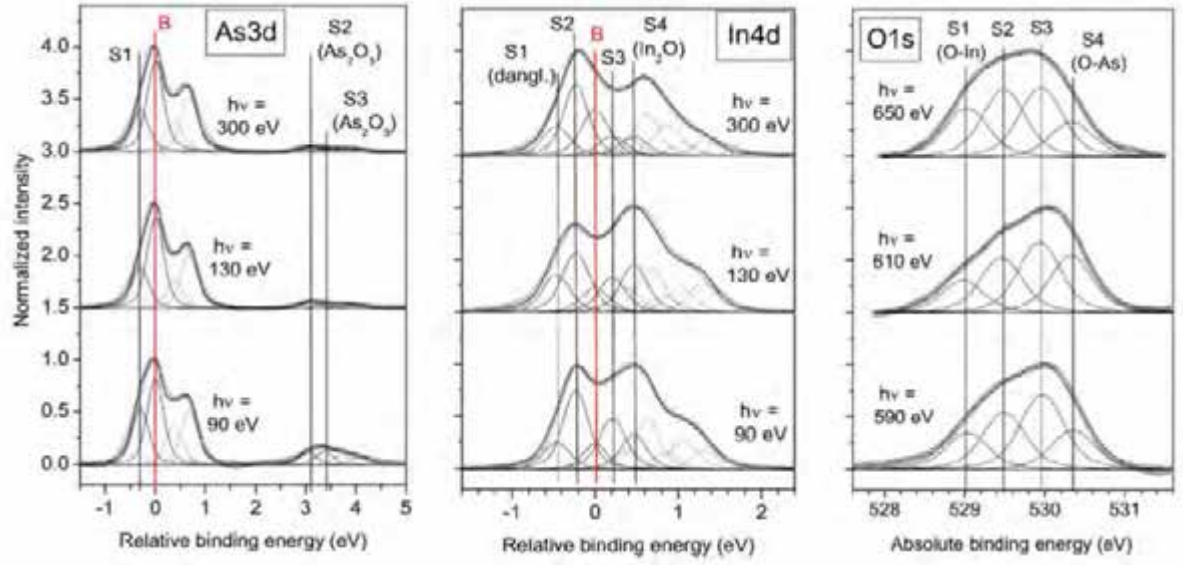 Normalized intensity
4.0
3.5
3.0
2.5
2.0
1.5
1.0
0.5
0.0
As3d
S1
B
S2
(As₂O₃)
S3
hν =
300 eV
hν =
130 eV
hν =
90 eV
-1 0 1 2 3 4 5
Relative binding energy (eV)
In4d
S1
(dangl.)
S2
B
S3
S4
(In₂O)
hν =
300 eV
hν =
130 eV
hν =
90 eV
-1 0 1 2
Relative binding energy (eV)
O1s
S1
(O-In)
S2
S3
S4
(O-As)
hν =
650 eV
hν =
610 eV
hν =
590 eV
528 529 530 531
Absolute binding energy (eV)